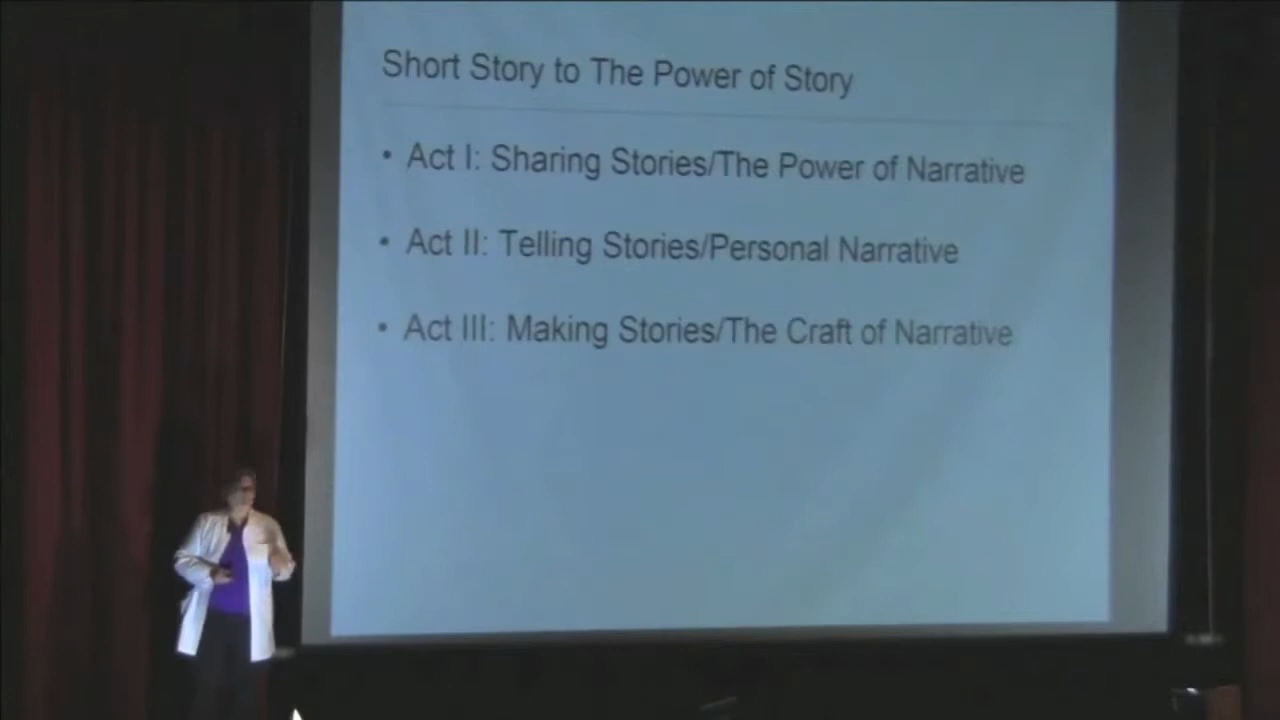 Short Story to The Power of Story
• Act I: Sharing Stories/The Power of Narrative
• Act II: Telling Stories/Personal Narrative
• Act III: Making Stories/The Craft of Narrative